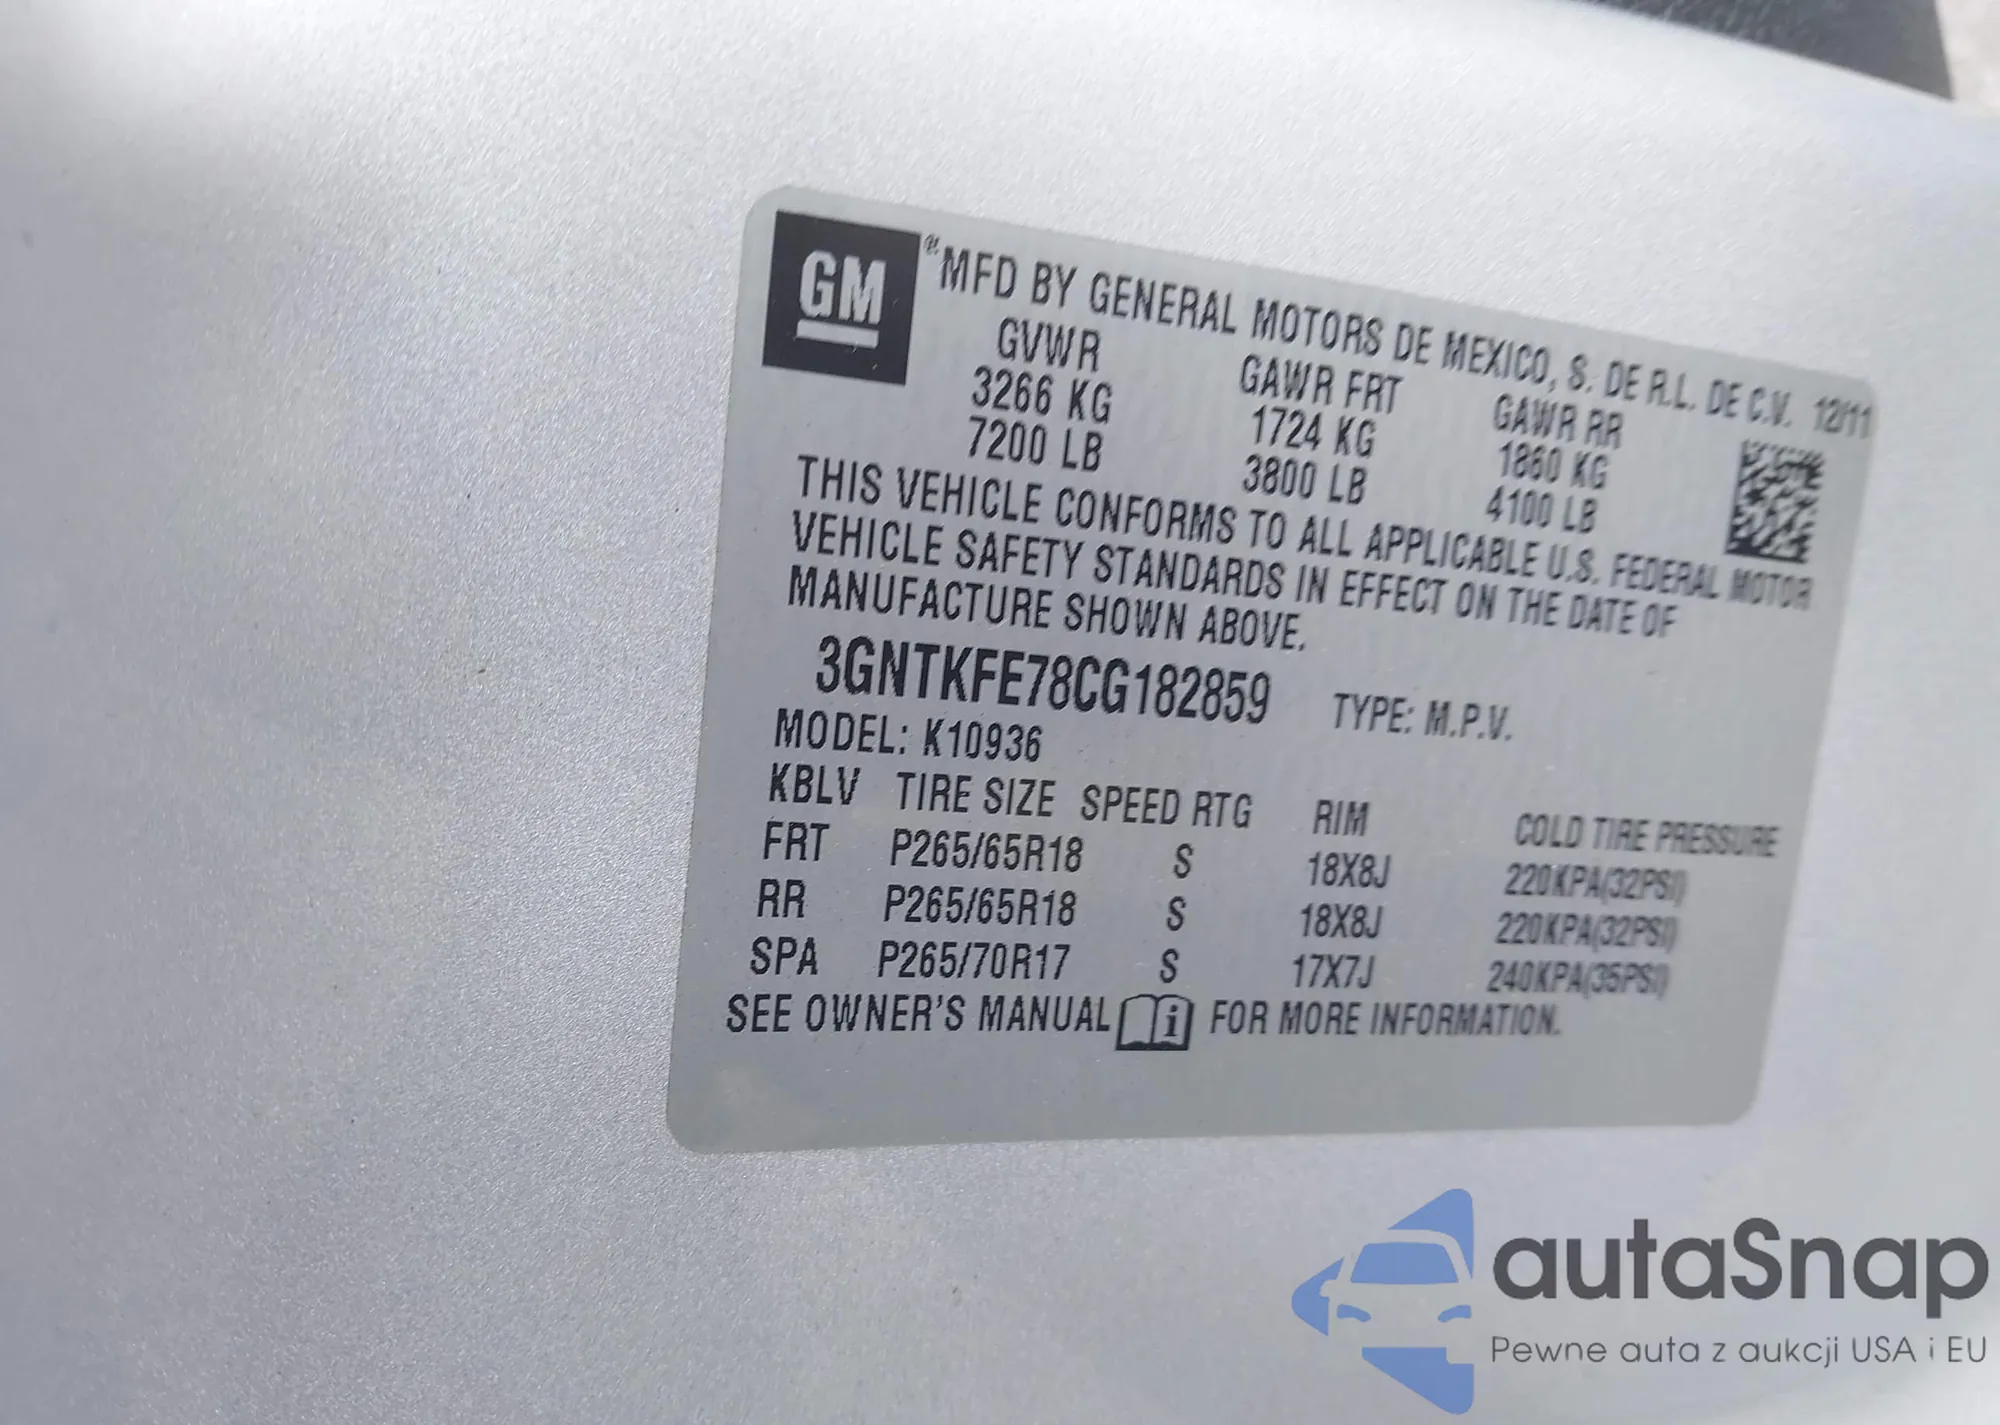 GM ® MFD BY GENERAL MOTORS DE MEXICO, S. DE R.L. DE C.V. 12/11
GVWR GAWR FRT GAWR RR
3266 KG 1724 KG 1860 KG
7200 LB 3800 LB 4100 LB
THIS VEHICLE CONFORMS TO ALL APPLICABLE U.S. FEDERAL MOTOR
VEHICLE SAFETY STANDARDS IN EFFECT ON THE DATE OF
MANUFACTURE SHOWN ABOVE.
3GNTKFE78CG182859 TYPE: M.P.V.
MODEL: K10936
KBLV TIRE SIZE SPEED RTG RIM COLD TIRE PRESSURE
FRT P265/65R18 S 18X8J 220KPA(32PSI)
RR P265/65R18 S 18X8J 220KPA(32PSI)
SPA P265/70R17 S 17X7J 240KPA(35PSI)
SEE OWNER'S MANUAL i FOR MORE INFORMATION.
autaSnap
Pewne auta z aukcji USA i EU